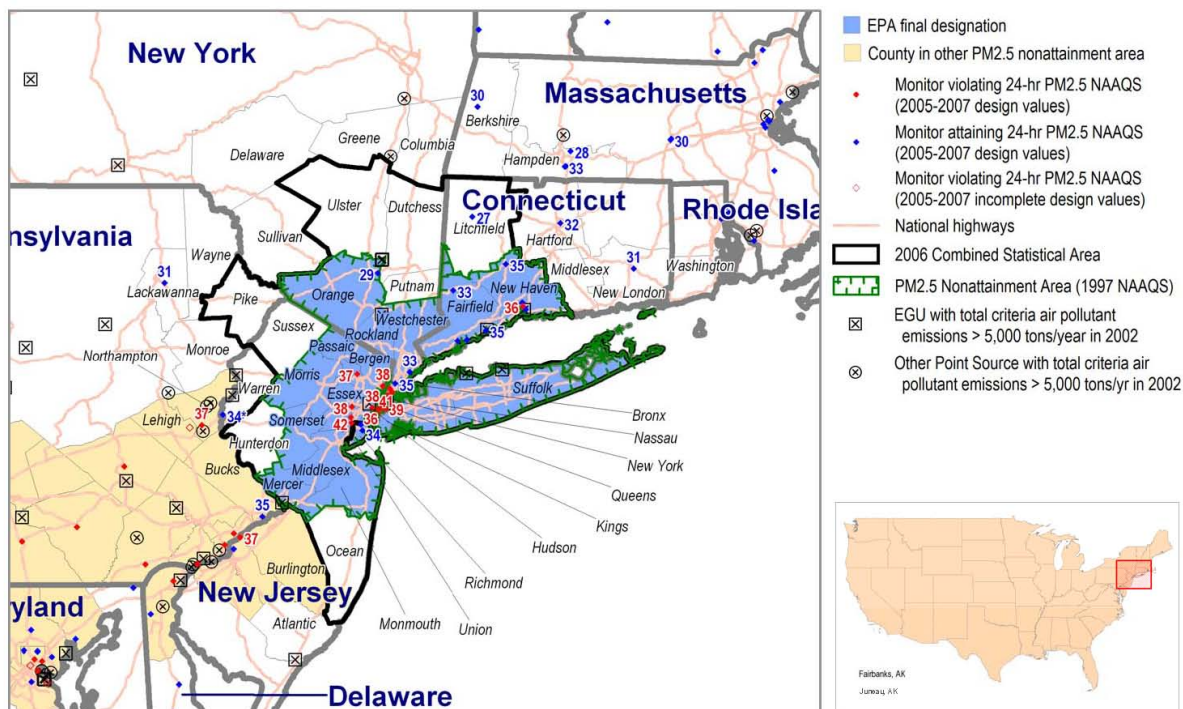 New York
Massachusetts
Connecticut
Rhode Isla
nsylvania
New Jersey
yland
Delaware
30
Berkshire
Greene
Columbia
Delaware
28
30
Hampden
33
Ulster
Dutchess
27
Litchfield
32
Hartford
Sullivan
Wayne
31
Lackawanna
Pike
29
Orange
Putnam
35
Middlesex
31
Washington
33
New Haven
Fairfield
36
New London
Sussex
Westchester
Rockland
35
Passaic
Bergen
Monroe
Northampton
Morris
37
38
33
35
Suffolk
Warren
Essex
38
41
37
34*
38
39
Lehigh
Somerset
42
36
34
Hunterdon
Bucks
Middlesex
Mercer
35
37
Ocean
Burlington
Atlantic
Bronx
Nassau
New York
Queens
Kings
Hudson
Richmond
Union
Monmouth
EPA final designation
County in other PM2.5 nonattainment area
Monitor violating 24-hr PM2.5 NAAQS
(2005-2007 design values)
Monitor attaining 24-hr PM2.5 NAAQS
(2005-2007 design values)
Monitor violating 24-hr PM2.5 NAAQS
(2005-2007 incomplete design values)
National highways
2006 Combined Statistical Area
PM2.5 Nonattainment Area (1997 NAAQS)
EGU with total criteria air pollutant
emissions > 5,000 tons/year in 2002
Other Point Source with total criteria air
pollutant emissions > 5,000 tons/yr in 2002
Fairbanks, AK
Juneau, AK